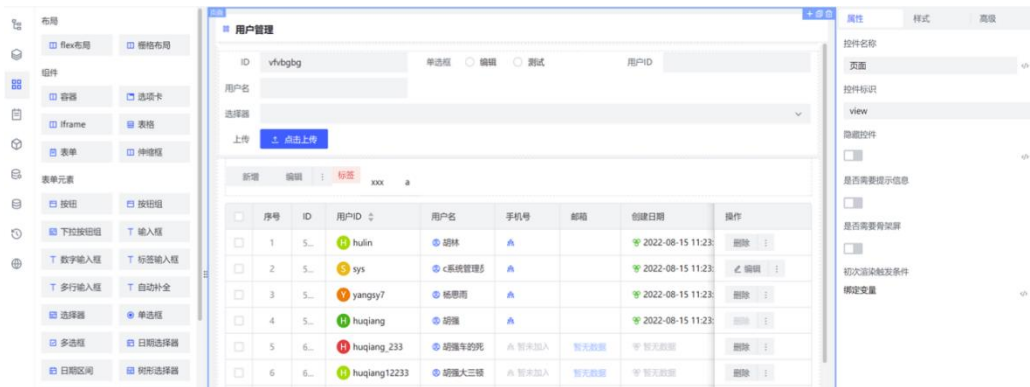 布局
flex布局
栅格布局
组件
容器
选项卡
Iframe
表格
表单
伸缩框
表单元素
按钮
按钮组
下拉按钮组
输入框
数字输入框
标签输入框
多行输入框
自动补全
选择器
单选框
多选框
日期选择器
日期区间
树形选择器
页面
用户管理
ID vfvbgbg 单选框 编辑 测试 用户ID
用户名
选择器
上传 点击上传
新增 编辑 标签 xxx a
序号 ID 用户ID 用户名 手机号 邮箱 创建日期 操作
1 5... H hulin 胡林 2022-08-15 11:23: 删除
2 5... S sys c系统管理员 2022-08-15 11:23: 编辑
3 5... Y yangsy7 杨思雨 2022-08-15 11:23: 删除
4 5... H huqiang 胡强 2022-08-15 11:23: 删除
5 6... H huqiang_233 胡强车的死 暂未加入 暂无数据 暂无数据 删除
6 6... H huqiang12233 胡强大三顿 暂未加入 暂无数据 暂无数据 删除
属性 样式 高级
控件名称
页面
控件标识
view
隐藏控件
是否需要提示信息
是否需要骨架屏
初次渲染触发条件
绑定变量